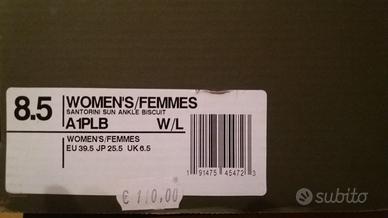 8.5
WOMEN'S/FEMMES
SANTORINI SUN ANKLE BISCUIT
A1PLB W/L
WOMEN'S/FEMMES
EU 39.5 JP 25.5 UK 6.5
1 91475 45472 3
€ 110,00
subito